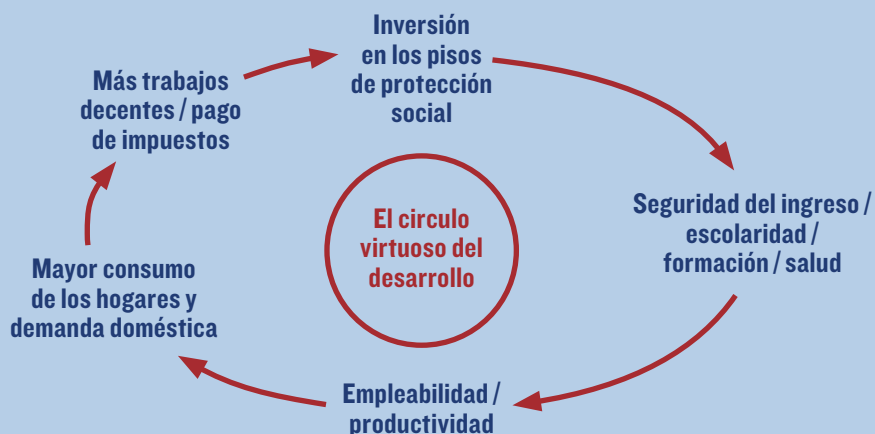 Inversión
en los pisos
de protección
social
Seguridad del ingreso /
escolaridad /
formación / salud
Empleabilidad /
productividad
Mayor consumo
de los hogares y
demanda doméstica
Más trabajos
decentes / pago
de impuestos
El circulo
virtuoso del
desarrollo